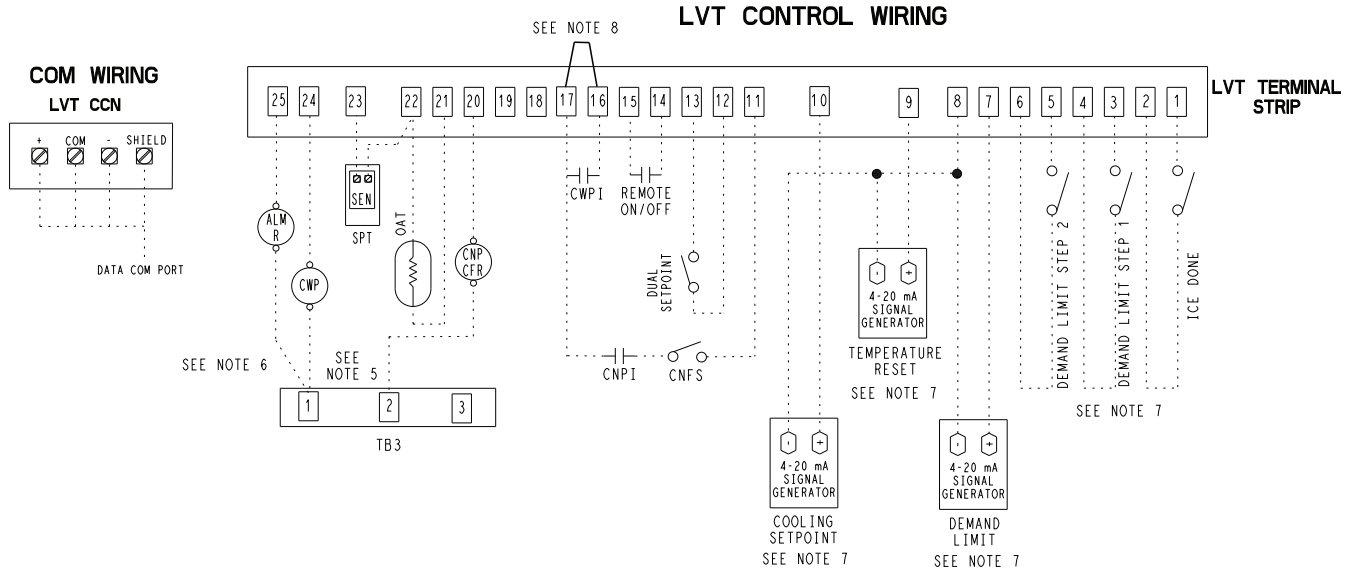 LVT CONTROL WIRING
SEE NOTE 8
COM WIRING
LVT CCN
+ COM - SHIELD
DATA COM PORT
25 24 23 22 21 20 19 18 17 16 15 14 13 12 11 10 9 8 7 6 5 4 3 2 1
LVT TERMINAL
STRIP
ALM
R
CWP
SEN
SPT
OAT
CNP
CFR
CWPI
REMOTE
ON/OFF
DUAL
SETPOINT
CNPI
CNFS
SEE NOTE 6
SEE
NOTE 5
1 2 3
TB3
- +
4-20 mA
SIGNAL
GENERATOR
TEMPERATURE
RESET
SEE NOTE 7
- +
4-20 mA
SIGNAL
GENERATOR
COOLING
SETPOINT
SEE NOTE 7
- +
4-20 mA
SIGNAL
GENERATOR
DEMAND
LIMIT
SEE NOTE 7
DEMAND LIMIT STEP 2
DEMAND LIMIT STEP 1
ICE DONE
SEE NOTE 7